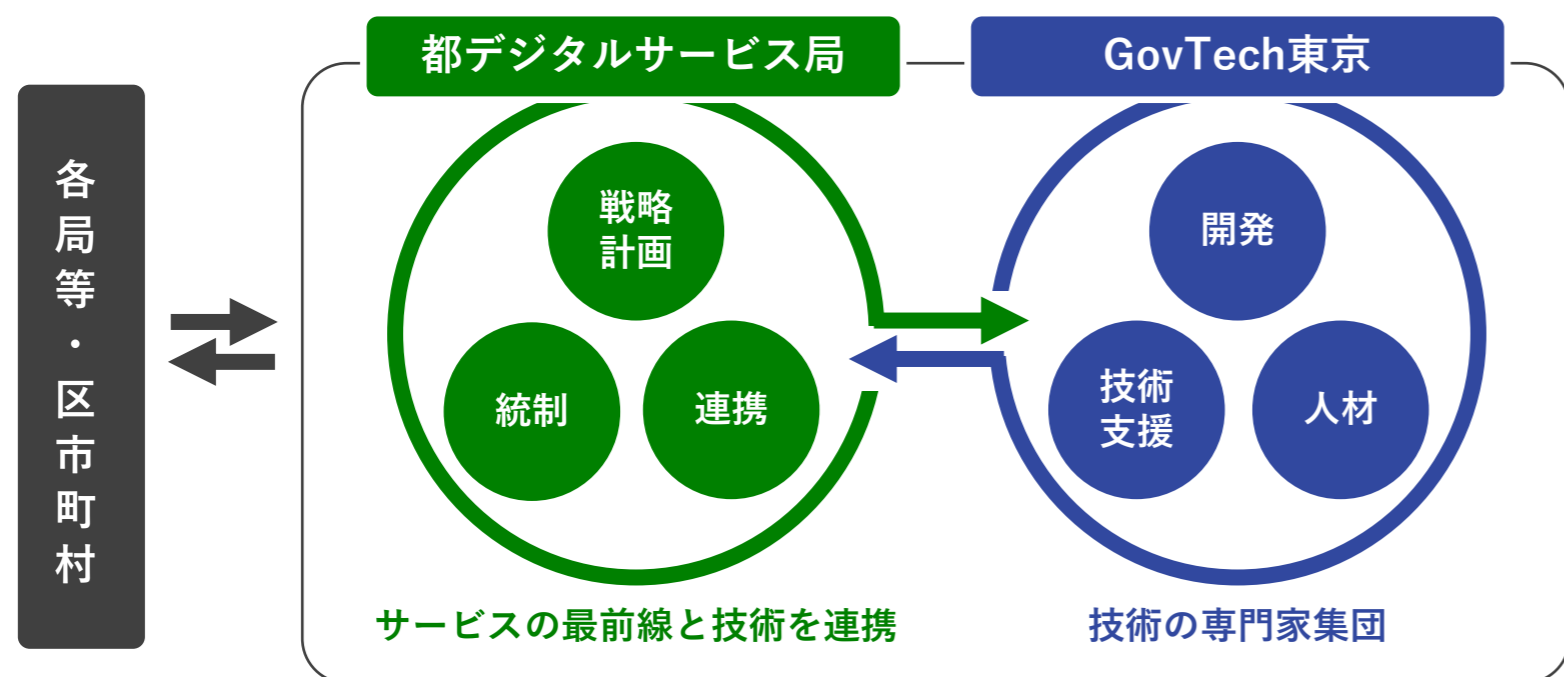 都デジタルサービス局
GovTech東京
各局等・区市町村
戦略
計画
統制
連携
開発
技術
支援
人材
サービスの最前線と技術を連携
技術の専門家集団